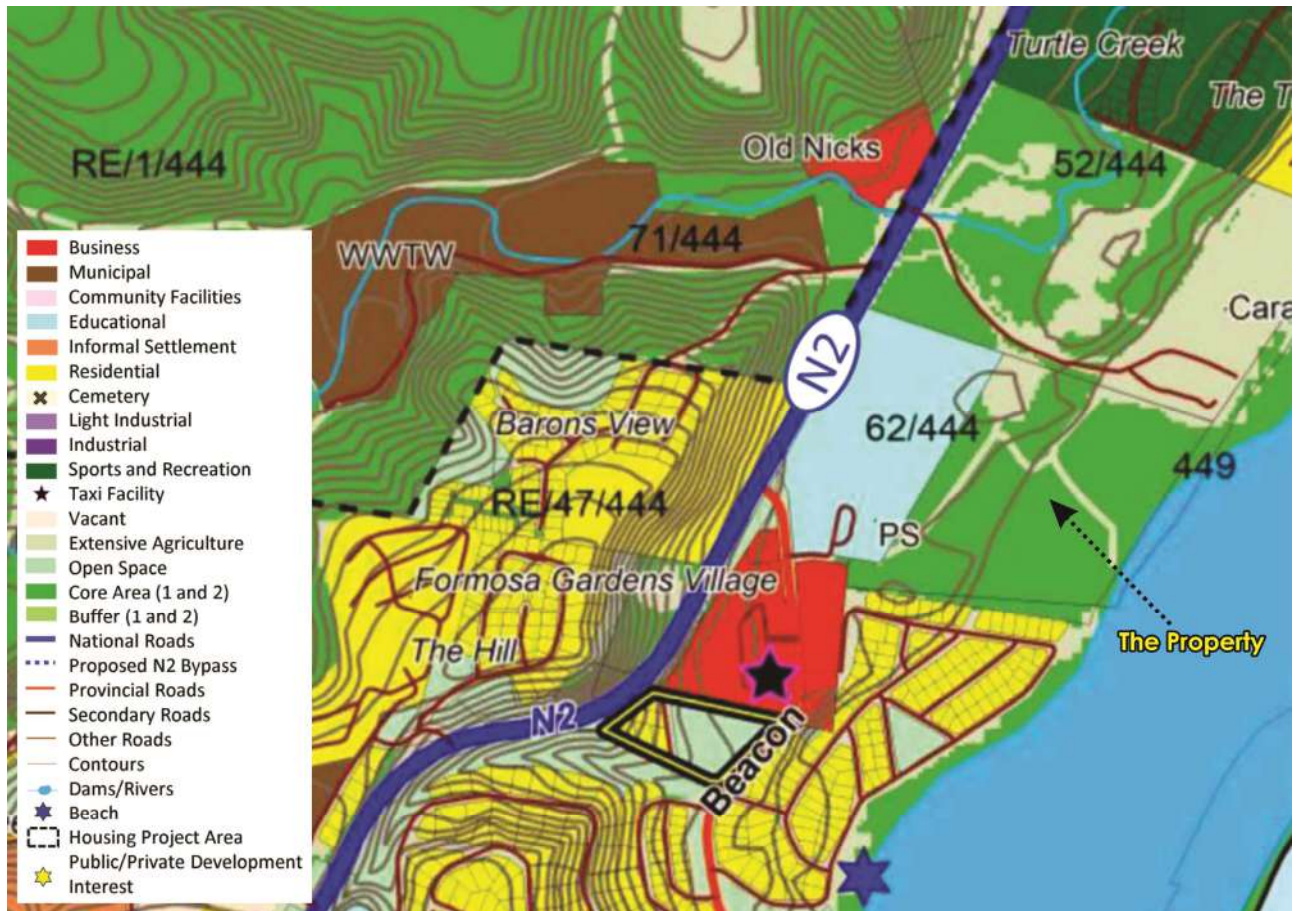 Turtle Creek
The T
Old Nicks
RE/1/444
52/444
71/444
WWTW
Cara
N2
Barons View
62/444
449
RE/47/444
PS
Formosa Gardens Village
The Hill
The Property
N2
Beacon
Business
Municipal
Community Facilities
Educational
Informal Settlement
Residential
Cemetery
Light Industrial
Industrial
Sports and Recreation
Taxi Facility
Vacant
Extensive Agriculture
Open Space
Core Area (1 and 2)
Buffer (1 and 2)
National Roads
Proposed N2 Bypass
Provincial Roads
Secondary Roads
Other Roads
Contours
Dams/Rivers
Beach
Housing Project Area
Public/Private Development
Interest